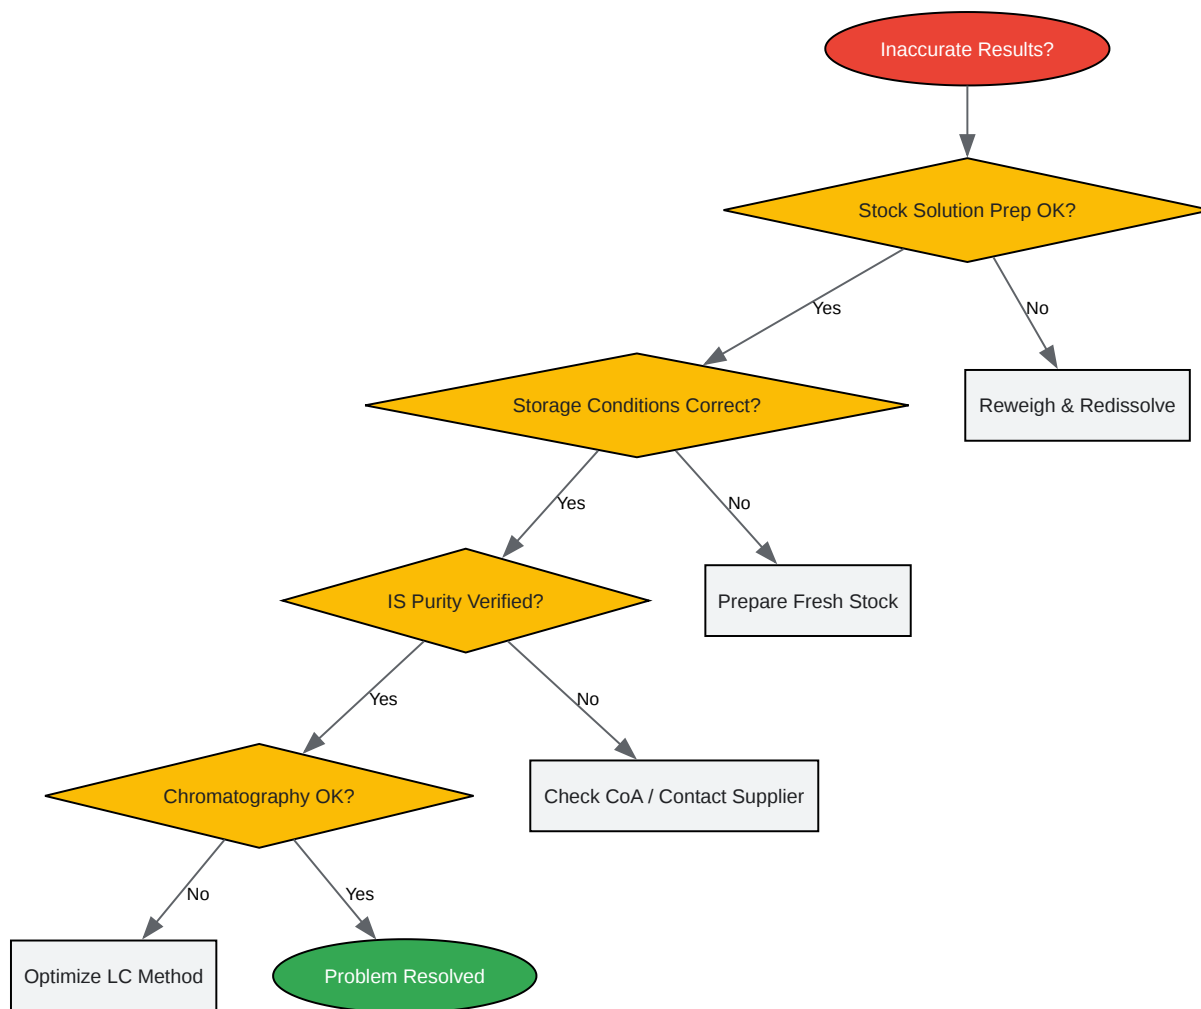 Inaccurate Results?
Stock Solution Prep OK?
Yes
No
Storage Conditions Correct?
Reweigh & Redissolve
Yes
No
IS Purity Verified?
Prepare Fresh Stock
Yes
No
Chromatography OK?
Check CoA / Contact Supplier
No
Yes
Optimize LC Method
Problem Resolved